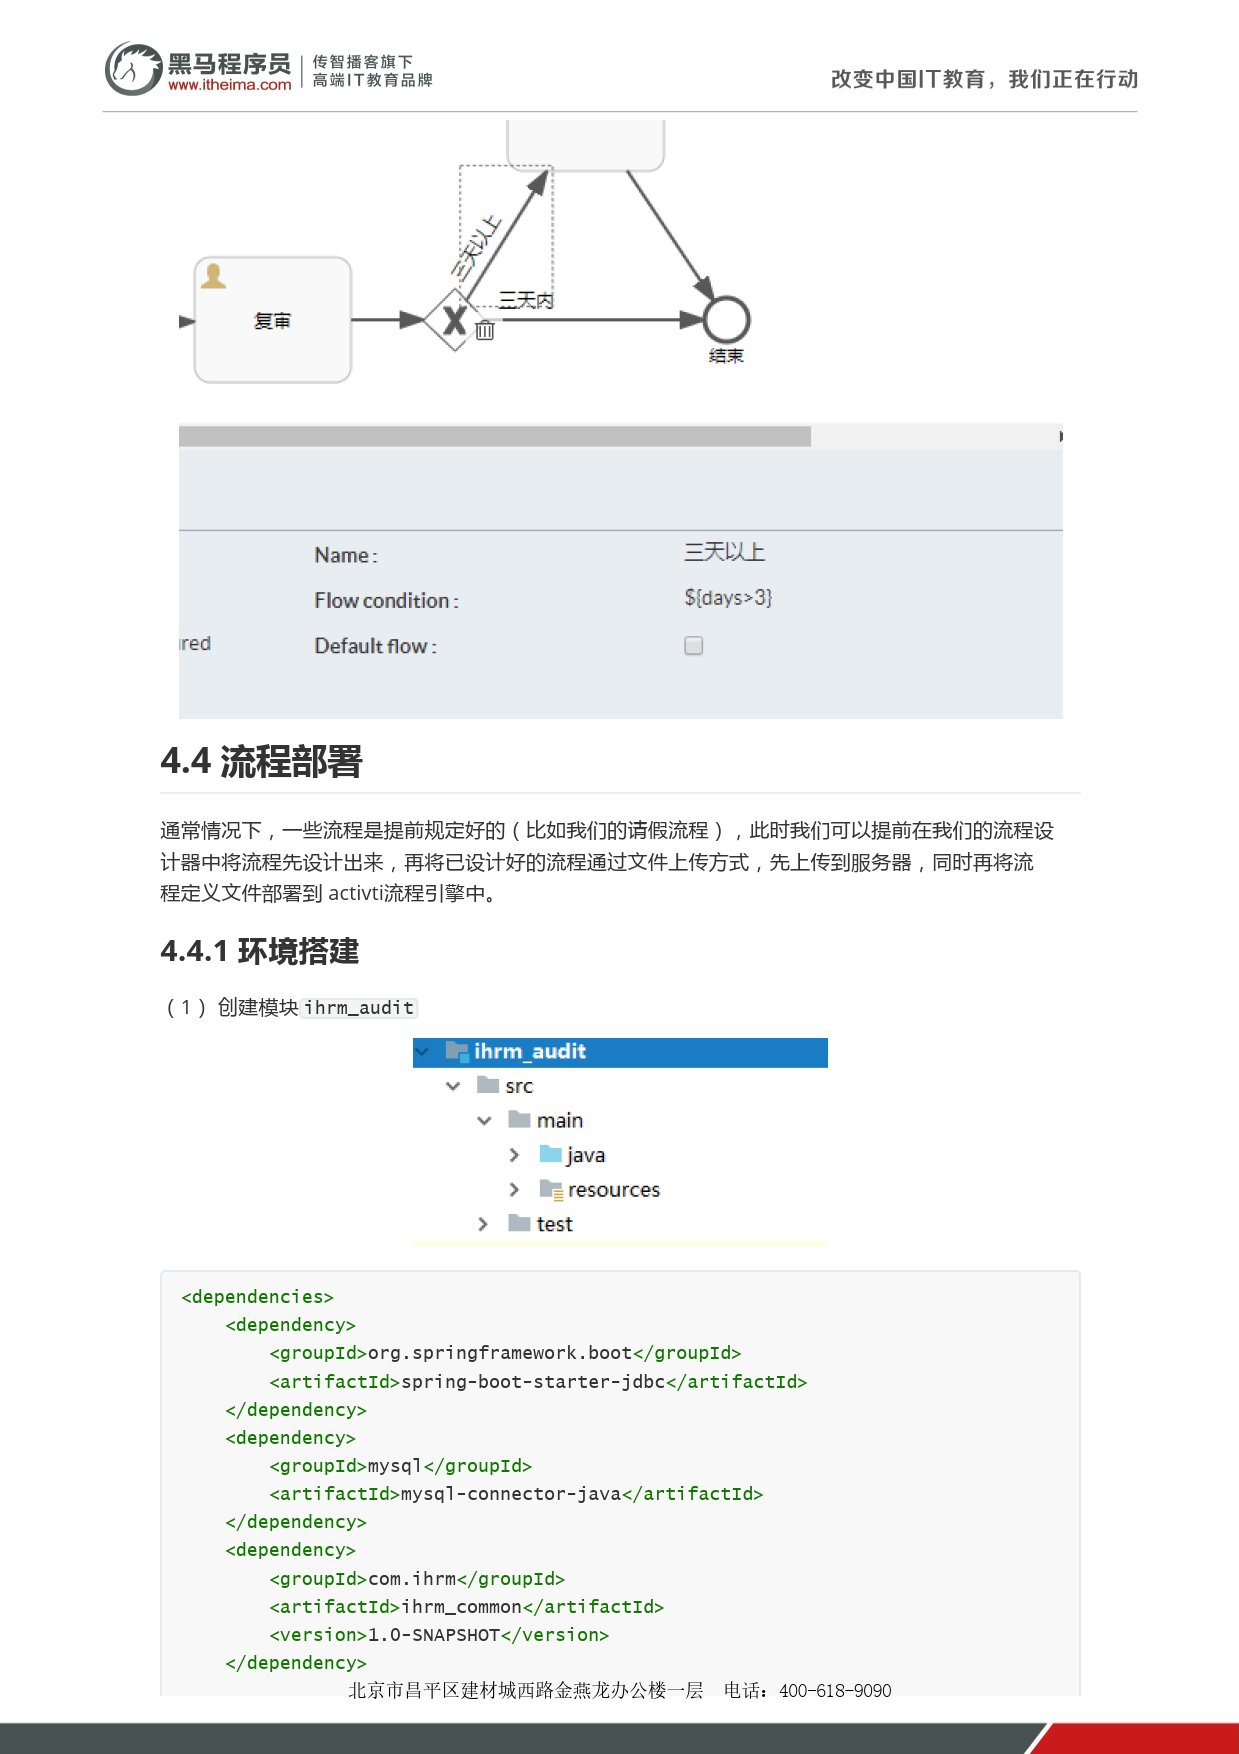 黑马程序员
www.itheima.com
传智播客旗下
高端IT教育品牌
改变中国IT教育，我们正在行动
三天以上
三天内
复审
结束
Name :
三天以上
Flow condition :
${days>3}
ired
Default flow :
4.4 流程部署
通常情况下，一些流程是提前规定好的（比如我们的请假流程），此时我们可以提前在我们的流程设
计器中将流程先设计出来，再将已设计好的流程通过文件上传方式，先上传到服务器，同时再将流
程定义文件部署到 activti流程引擎中。
4.4.1 环境搭建
（1）创建模块ihrm_audit
ihrm_audit
src
main
java
resources
test
<dependencies>
    <dependency>
        <groupId>org.springframework.boot</groupId>
        <artifactId>spring-boot-starter-jdbc</artifactId>
    </dependency>
    <dependency>
        <groupId>mysql</groupId>
        <artifactId>mysql-connector-java</artifactId>
    </dependency>
    <dependency>
        <groupId>com.ihrm</groupId>
        <artifactId>ihrm_common</artifactId>
        <version>1.0-SNAPSHOT</version>
    </dependency>
北京市昌平区建材城西路金燕龙办公楼一层 电话：400-618-9090